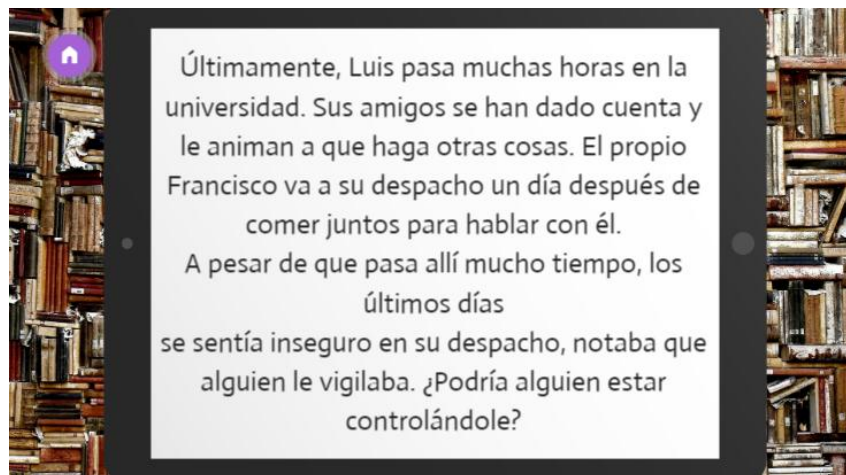 Últimamente, Luis pasa muchas horas en la
universidad. Sus amigos se han dado cuenta y
le animan a que haga otras cosas. El propio
Francisco va a su despacho un día después de
comer juntos para hablar con él.
A pesar de que pasa allí mucho tiempo, los
últimos días
se sentía inseguro en su despacho, notaba que
alguien le vigilaba. ¿Podría alguien estar
controlándole?